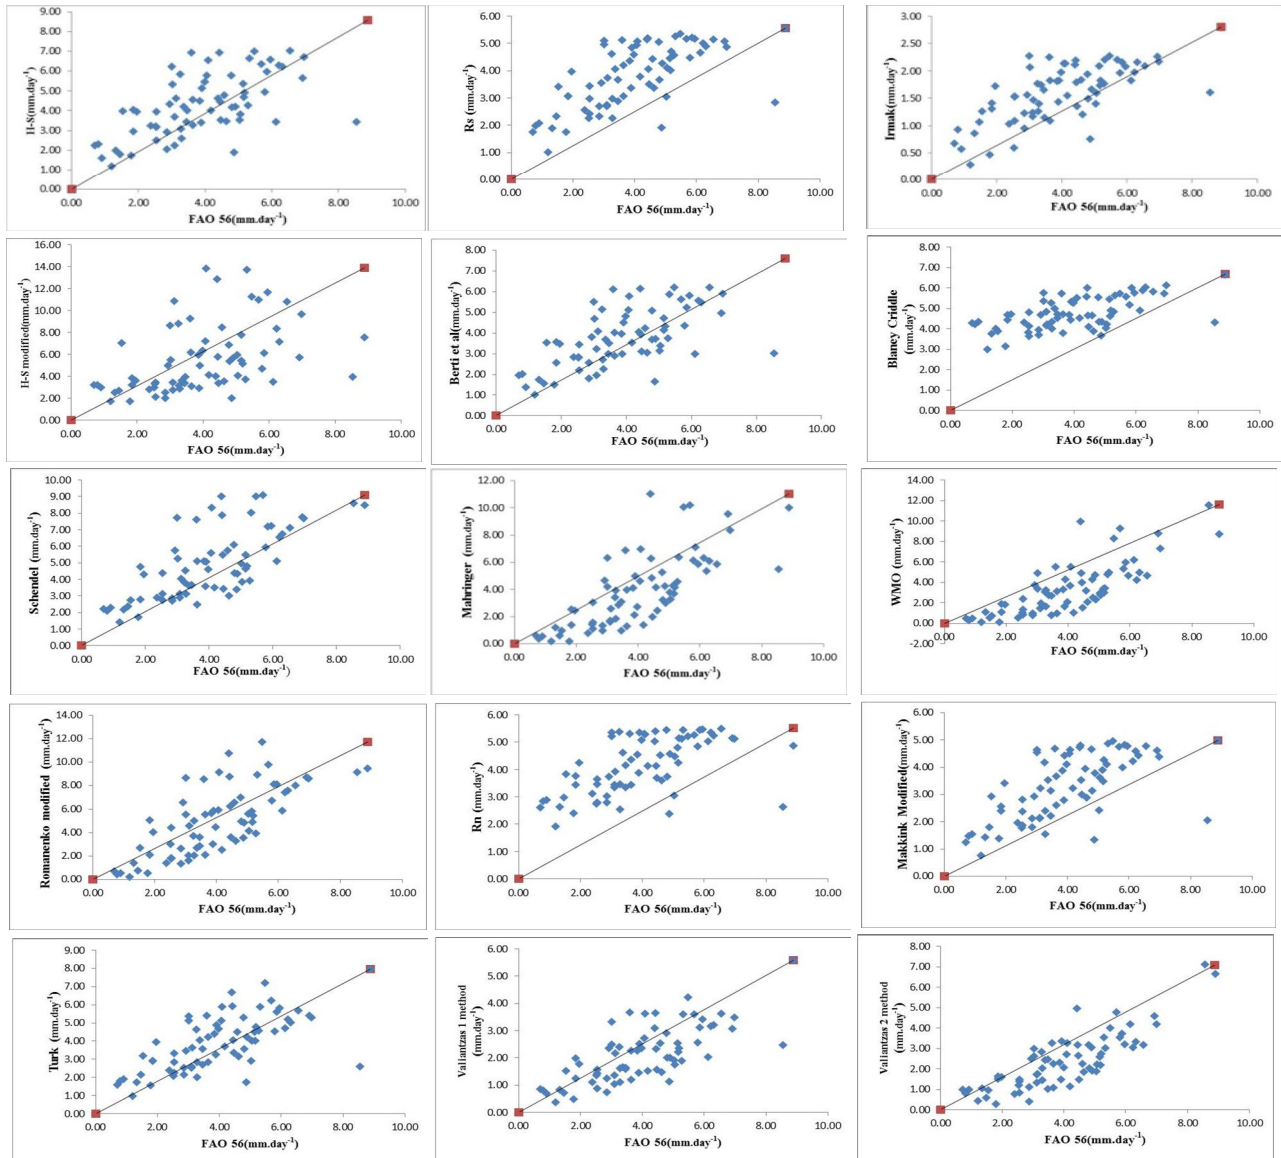 H-S(mm.day-1)
7.00
6.00
5.00
4.00
3.00
2.00
1.00
0.00
9.00
8.00
0.00 2.00 4.00 6.00 8.00 10.00
FAO 56(mm.day-1)
Rs (mm.day-1)
6.00
5.00
4.00
3.00
2.00
1.00
0.00
0.00 2.00 4.00 6.00 8.00 10.00
FAO 56(mm.day-1)
Irmak(mm.day-1)
3.00
2.50
2.00
1.50
1.00
0.50
0.00
0.00 2.00 4.00 6.00 8.00 10.00
FAO 56(mm.day-1)
H-S modified(mm.day-1)
16.00
14.00
12.00
10.00
8.00
6.00
4.00
2.00
0.00
0.00 2.00 4.00 6.00 8.00 10.00
FAO 56(mm.day-1)
Berti et al(mm.day-1)
8.00
7.00
6.00
5.00
4.00
3.00
2.00
1.00
0.00
0.00 2.00 4.00 6.00 8.00 10.00
FAO 56(mm.day-1)
Blaney Criddle
(mm.day-1)
8.00
7.00
6.00
5.00
4.00
3.00
2.00
1.00
0.00
0.00 2.00 4.00 6.00 8.00 10.00
FAO 56(mm.day-1)
Schendel (mm.day-1)
10.00
9.00
8.00
7.00
6.00
5.00
4.00
3.00
2.00
1.00
0.00
0.00 2.00 4.00 6.00 8.00 10.00
FAO 56(mm.day-1)
Mahringer (mm.day-1)
12.00
10.00
8.00
6.00
4.00
2.00
0.00
0.00 2.00 4.00 6.00 8.00 10.00
FAO 56(mm.day-1)
WMO (mm.day-1)
14.00
12.00
10.00
8.00
6.00
4.00
2.00
0.00
-2.00
0.00 2.00 4.00 6.00 8.00 10.00
FAO 56(mm.day-1)
Romanenko modified (mm.day-1)
14.00
12.00
10.00
8.00
6.00
4.00
2.00
0.00
0.00 2.00 4.00 6.00 8.00 10.00
FAO 56(mm.day-1)
Rn (mm.day-1)
6.00
5.00
4.00
3.00
2.00
1.00
0.00
0.00 2.00 4.00 6.00 8.00 10.00
FAO 56(mm.day-1)
Makkink Modified(mm.day-1)
6.00
5.00
4.00
3.00
2.00
1.00
0.00
0.00 2.00 4.00 6.00 8.00 10.00
FAO 56(mm.day-1)
Turk (mm.day-1)
9.00
8.00
7.00
6.00
5.00
4.00
3.00
2.00
1.00
0.00
0.00 2.00 4.00 6.00 8.00 10.00
FAO 56(mm.day-1)
Valiantzas 1 method
(mm.day-1)
6.00
5.00
4.00
3.00
2.00
1.00
0.00
0.00 2.00 4.00 6.00 8.00 10.00
FAO 56(mm.day-1)
Valiantzas 2 method
(mm.day-1)
8.00
7.00
6.00
5.00
4.00
3.00
2.00
1.00
0.00
0.00 2.00 4.00 6.00 8.00 10.00
FAO 56(mm.day-1)